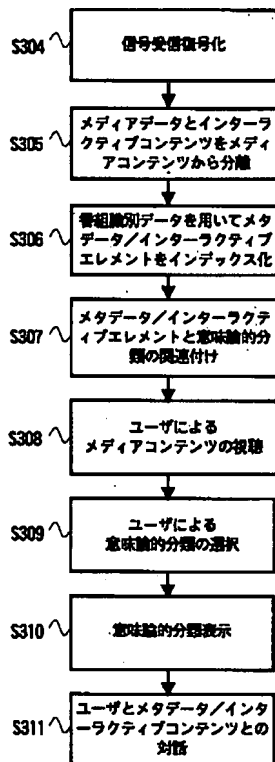 S304
信号受信復号化
S305
メディアデータとインターラ
クティブコンテンツをメディ
アコンテンツから分離
S306
番組識別データを用いてメタ
データ/インターラクティブ
エレメントをインデックス化
S307
メタデータ/インターラクテ
ィブエレメントと意味論的分
類の関連付け
S308
ユーザによる
メディアコンテンツの視聴
S309
ユーザによる
意味論的分類の選択
S310
意味論的分類表示
S311
ユーザとメタデータ/インタ
ーラクティブコンテンツとの
対話